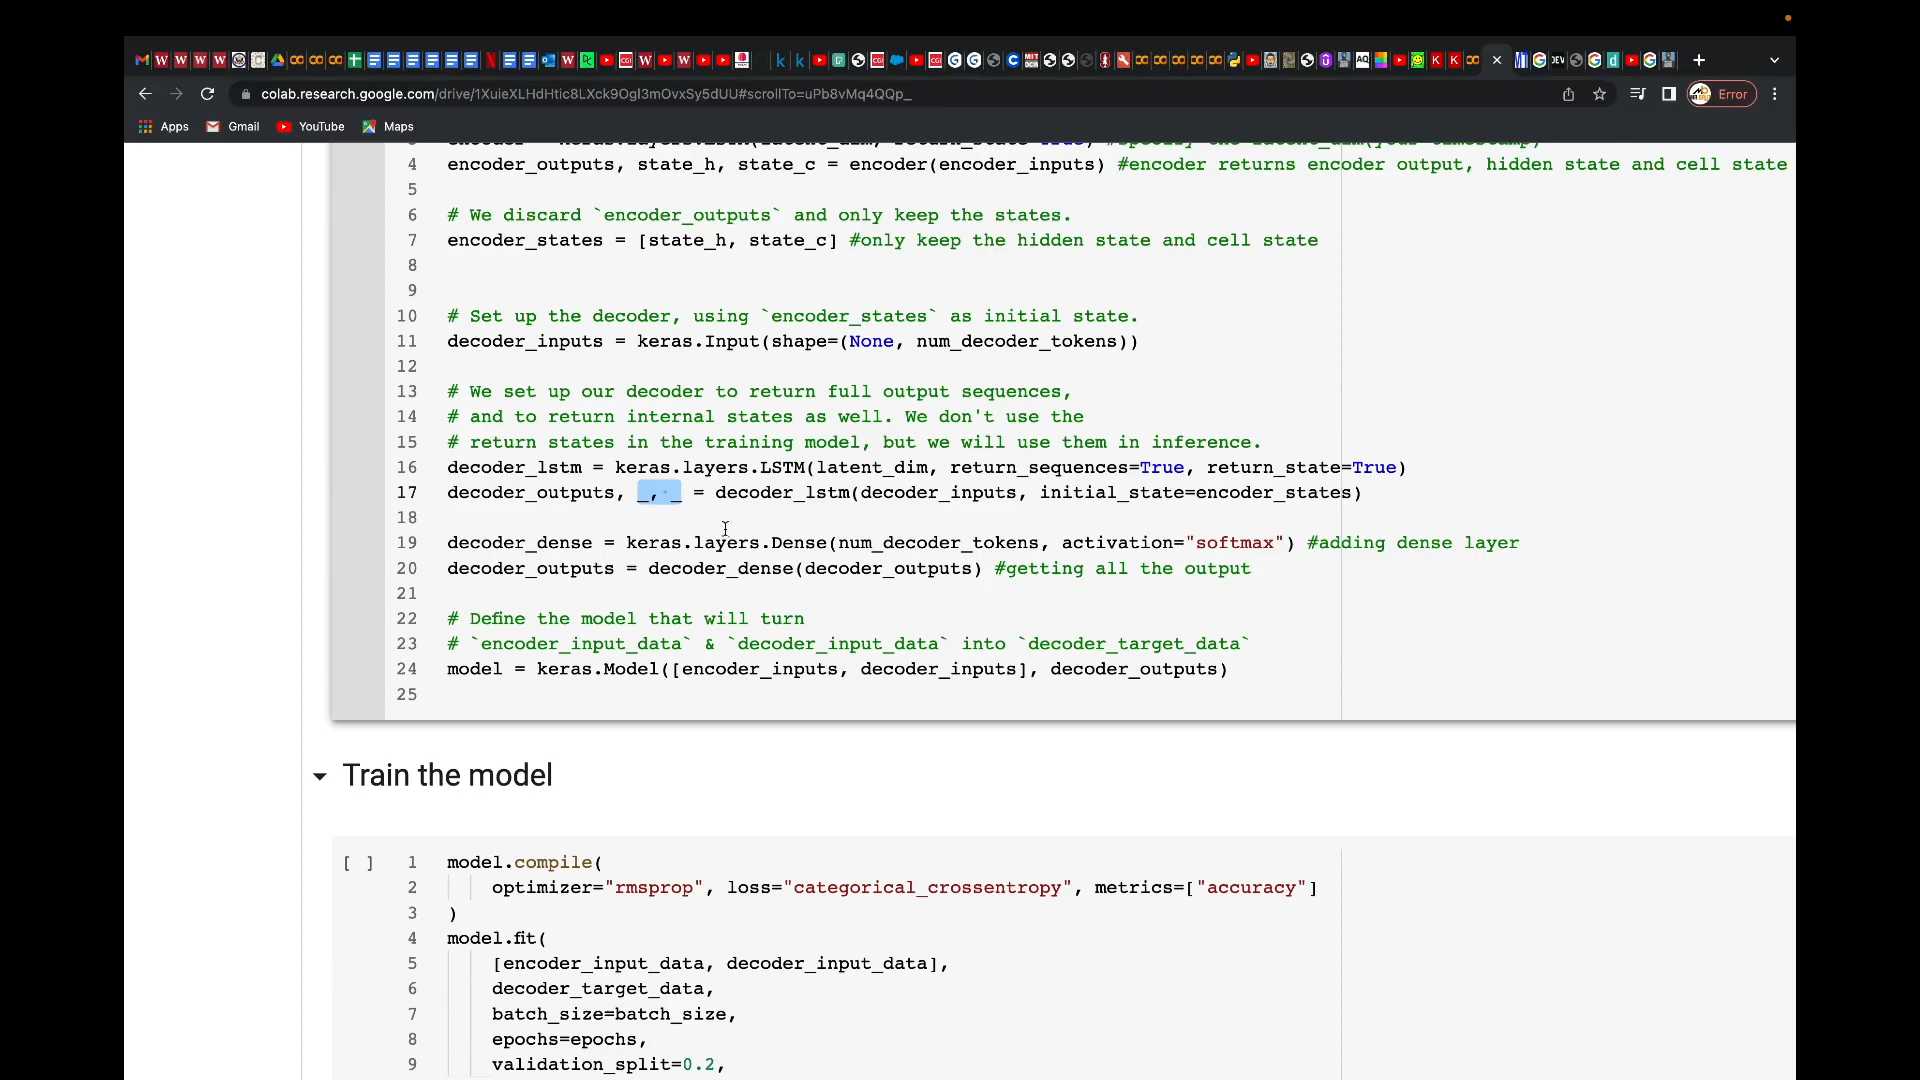 colab.research.google.com/drive/1XuieXLHdHtic8LXck9OgI3mOvxSy5dUU#scrollTo=uPb8vMq4QQp_
Error
Apps
Gmail
YouTube
Maps
4 encoder_outputs, state_h, state_c = encoder(encoder_inputs) #encoder returns encoder output, hidden state and cell state
5
6 # We discard `encoder_outputs` and only keep the states.
7 encoder_states = [state_h, state_c] #only keep the hidden state and cell state
8
9
10 # Set up the decoder, using `encoder_states` as initial state.
11 decoder_inputs = keras.Input(shape=(None, num_decoder_tokens))
12
13 # We set up our decoder to return full output sequences,
14 # and to return internal states as well. We don't use the
15 # return states in the training model, but we will use them in inference.
16 decoder_lstm = keras.layers.LSTM(latent_dim, return_sequences=True, return_state=True)
17 decoder_outputs, _, _ = decoder_lstm(decoder_inputs, initial_state=encoder_states)
18
19 decoder_dense = keras.layers.Dense(num_decoder_tokens, activation="softmax") #adding dense layer
20 decoder_outputs = decoder_dense(decoder_outputs) #getting all the output
21
22 # Define the model that will turn
23 # `encoder_input_data` & `decoder_input_data` into `decoder_target_data`
24 model = keras.Model([encoder_inputs, decoder_inputs], decoder_outputs)
25
Train the model
[ ] 1 model.compile(
2 optimizer="rmsprop", loss="categorical_crossentropy", metrics=["accuracy"]
3 )
4 model.fit(
5 [encoder_input_data, decoder_input_data],
6 decoder_target_data,
7 batch_size=batch_size,
8 epochs=epochs,
9 validation_split=0.2,